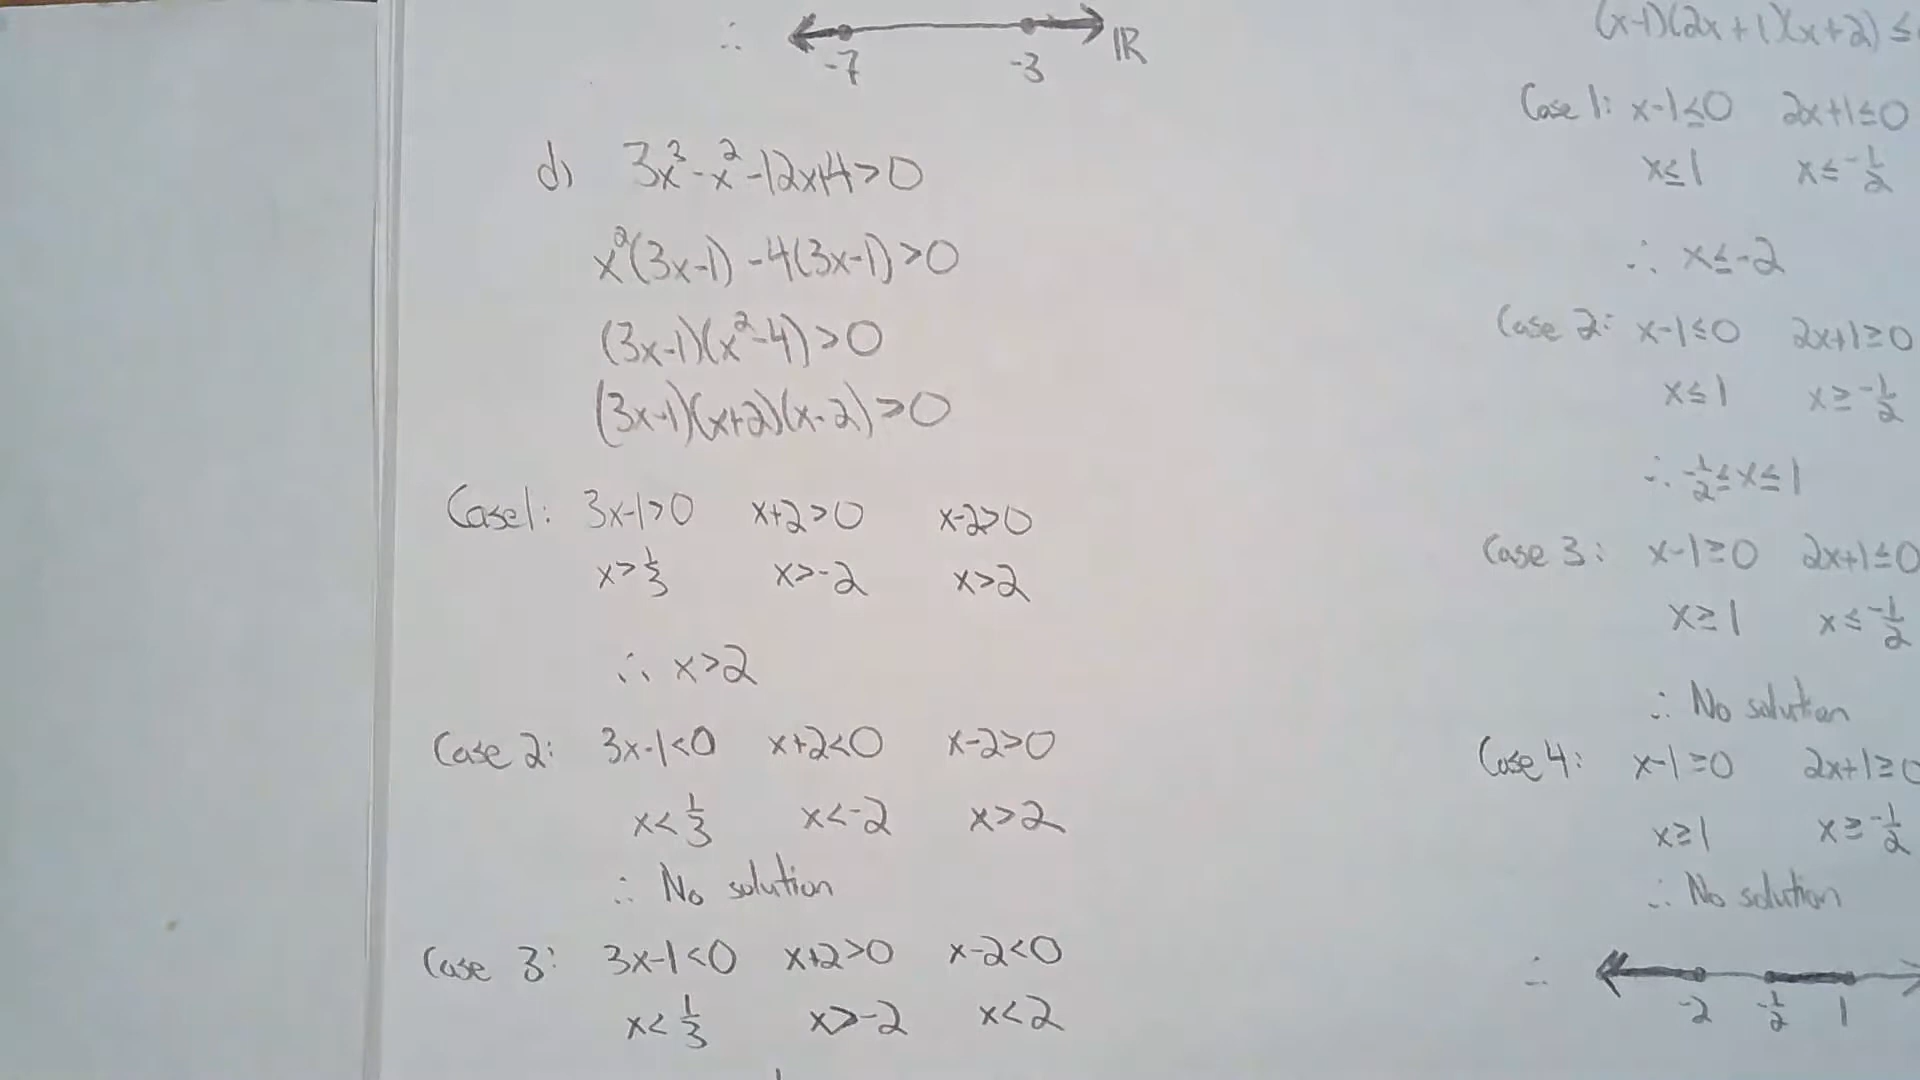 ∴ -7 -3 ℝ
d) 3x³-x²-12x+4>0
x²(3x-1)-4(3x-1)>0
(3x-1)(x²-4)>0
(3x-1)(x+2)(x-2)>0
Case 1: 3x-1>0 x+2>0 x-2>0
x>1/3 x>-2 x>2
∴ x>2
Case 2: 3x-1<0 x+2<0 x-2>0
x<1/3 x<-2 x>2
∴ No solution
Case 3: 3x-1<0 x+2>0 x-2<0
x<1/3 x>-2 x<2
(x-1)(2x+1)(x+2)≤
Case 1: x-1≤0 2x+1≤0
x≤1 x≤-1/2
∴ x≤-2
Case 2: x-1≤0 2x+1≥0
x≤1 x≥-1/2
∴ -1/2≤x≤1
Case 3: x-1≥0 2x+1≤0
x≥1 x≤-1/2
∴ No solution
Case 4: x-1≥0 2x+1≥0
x≥1 x≥-1/2
∴ No solution
∴ -2 -1/2 1